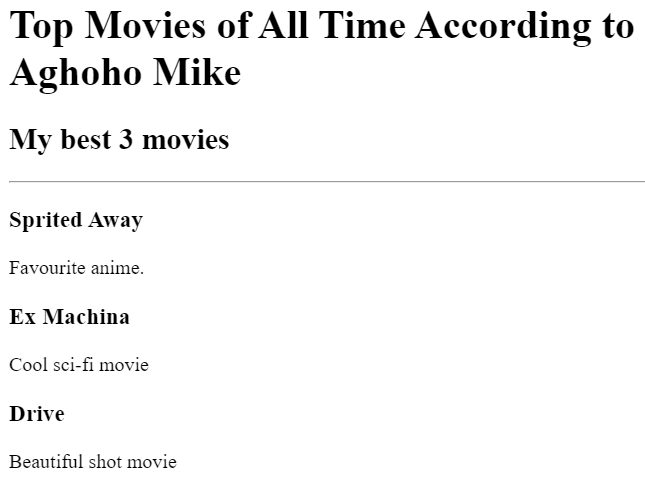 Top Movies of All Time According to
Aghoho Mike
My best 3 movies
Sprited Away
Favourite anime.
Ex Machina
Cool sci-fi movie
Drive
Beautiful shot movie